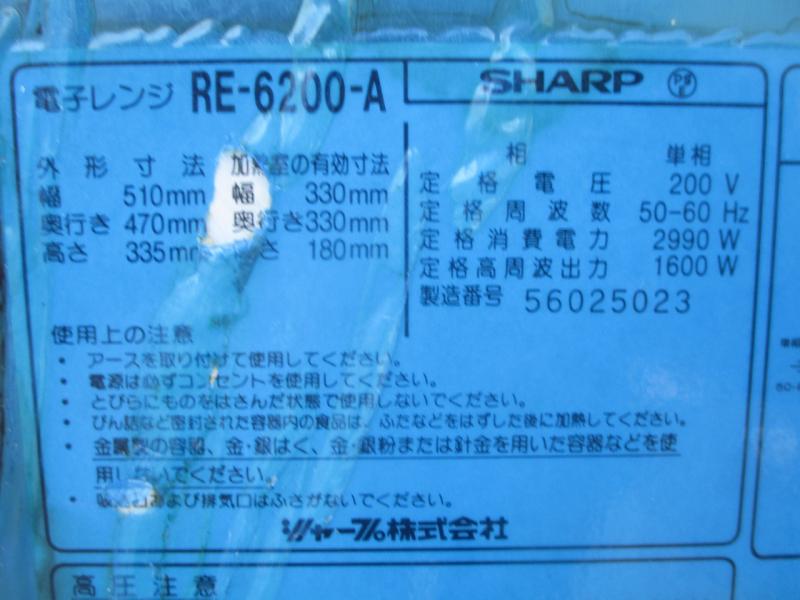 電子レンジ RE-6200-A
SHARP PS E
外形寸法 加熱室の有効寸法
幅 510mm 幅 330mm
奥行き 470mm 奥行き 330mm
高さ 335mm さ 180mm
相 単相
定格電圧 200 V
定格周波数 50-60 Hz
定格消費電力 2990 W
定格高周波出力 1600 W
製造番号 56025023
使用上の注意
・ アースを取り付けて使用してください。
・ 電源は必ずコンセントを使用してください。
・ とびらにものをはさんだ状態で使用しないでください。
・ びん詰など密封された容器内の食品は、ふたなどをはずした後に加熱してください。
・ 金属製の容器、金・銀はく、金・銀粉または針金を用いた容器などを使
用しないでください。
・ 吸込口および排気口はふさがないでください。
シャープ株式会社
高圧注意